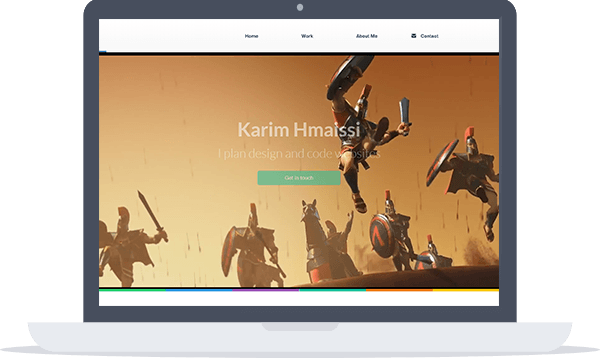 Home Work About Me Contact
Karim Hmaissi
I plan design and code websites
Get in touch